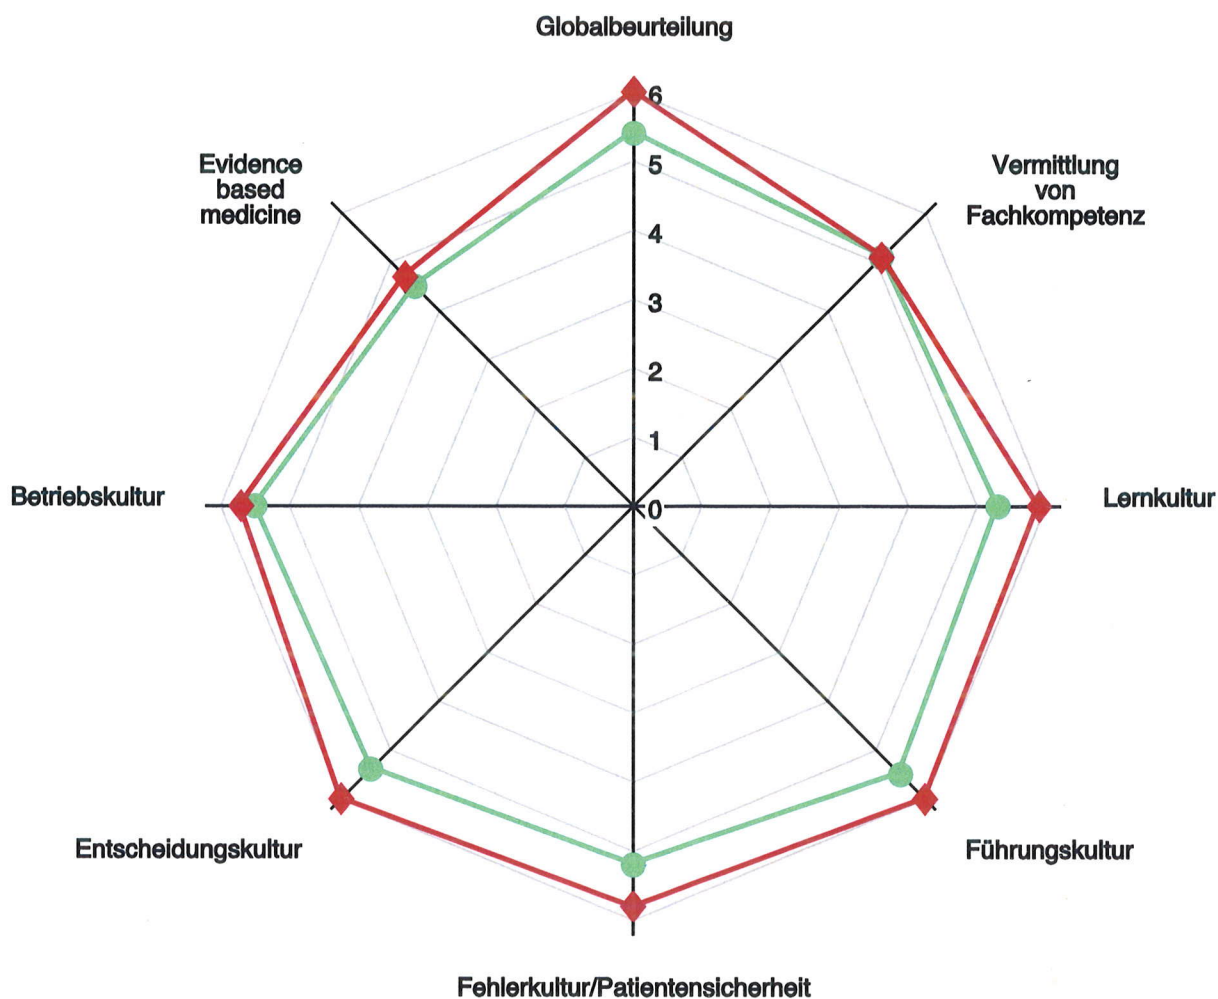 Globalbeurteilung
Evidence
based
medicine
Vermittlung
von
Fachkompetenz
6
5
4
3
2
1
0
Betriebskultur
Lernkultur
Entscheidungskultur
Führungskultur
Fehlerkultur/Patientensicherheit